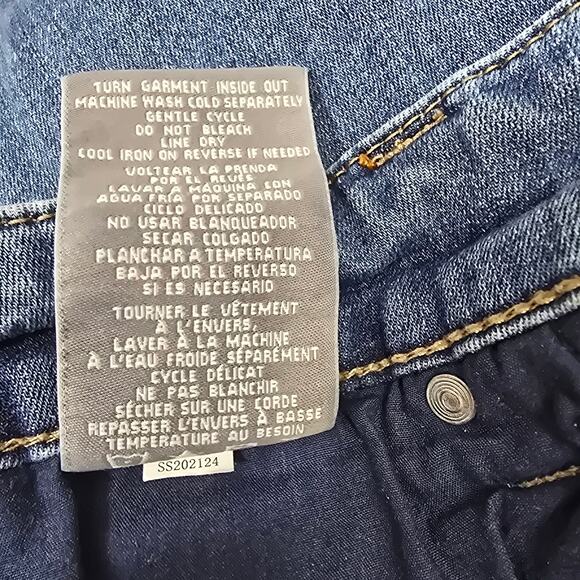 TURN GARMENT INSIDE OUT
MACHINE WASH COLD SEPARATELY
GENTLE CYCLE
DO NOT BLEACH
LINE DRY
COOL IRON ON REVERSE IF NEEDED
VOLTEAR LA PRENDA
POR EL REVES
LAVAR A MÁQUINA CON
AGUA FRIA POR SEPARADO
CICLO DELICADO
NO USAR BLANQUEADOR
SECAR COLGADO
PLANCHAR A TEMPERATURA
BAJA POR EL REVERSO
SI ES NECESARIO
TOURNER LE VÊTEMENT
À L'ENVERS,
LAVER À LA MACHINE
À L'EAU FROIDE SÉPARÉMENT
CYCLE DÉLICAT
NE PAS BLANCHIR
SÉCHER SUR UNE CORDE
REPASSER L'ENVERS À BASSE
TEMPÉRATURE AU BESOIN
SS202124